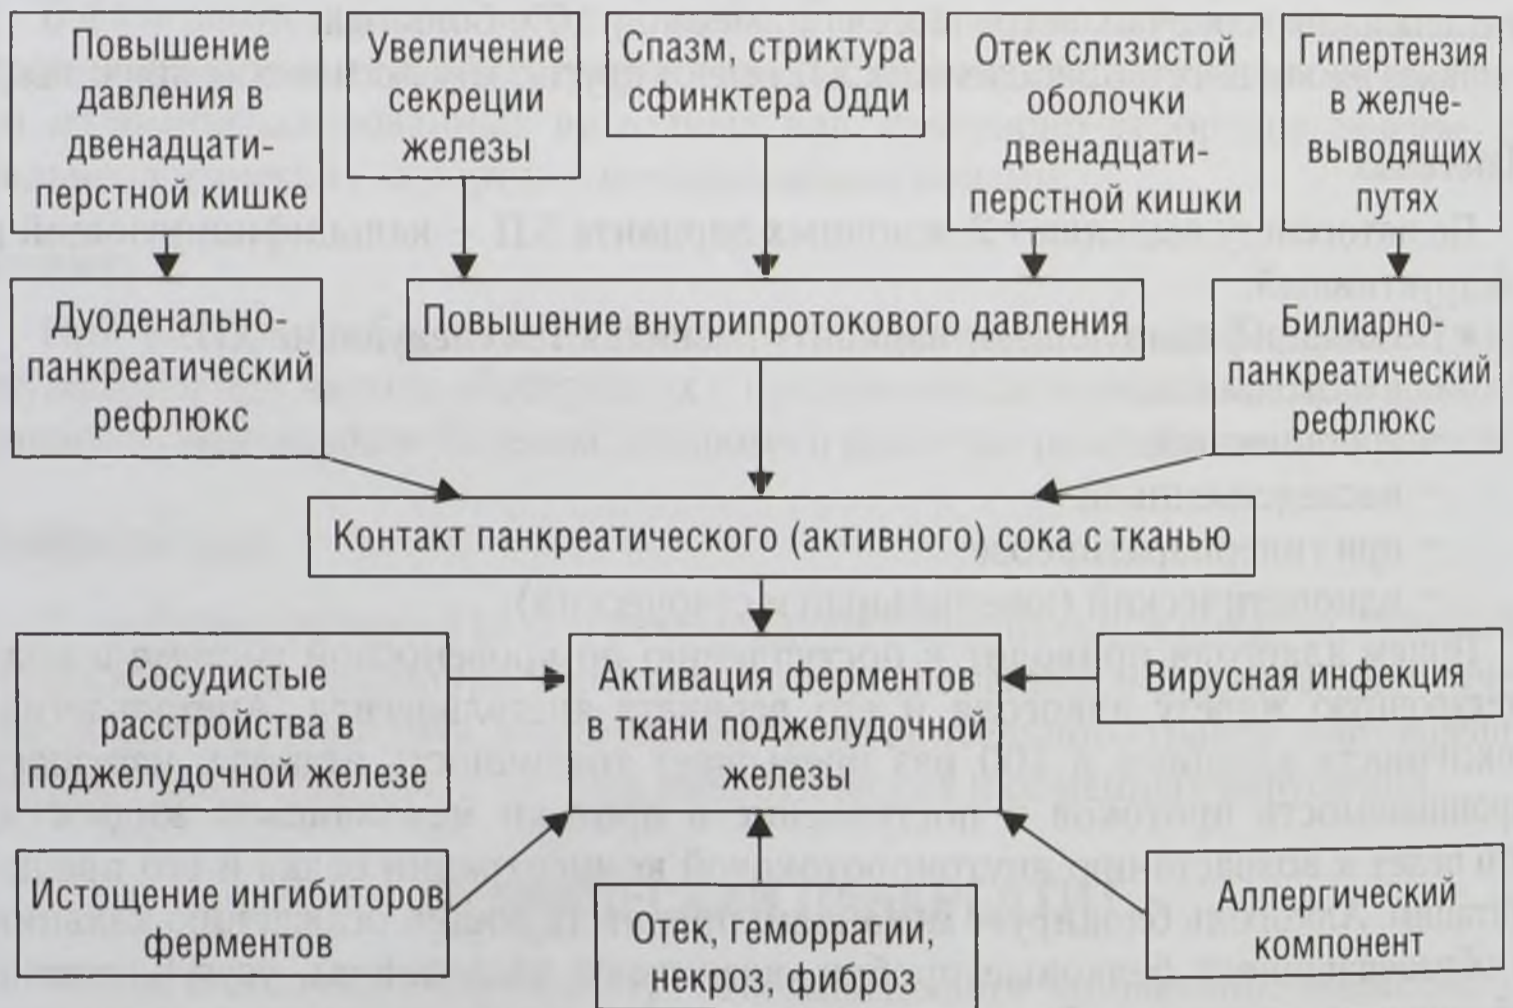 Повышение
давления в
двенадцати-
перстной кишке
Увеличение
секреции
железы
Спазм, стриктура
сфинктера Одди
Отек слизистой
оболочки
двенадцати-
перстной кишки
Гипертензия
в желче-
выводящих
путях
Дуоденально-
панкреатический
рефлюкс
Повышение внутрипротокового давления
Билиарно-
панкреатический
рефлюкс
Контакт панкреатического (активного) сока с тканью
Сосудистые
расстройства в
поджелудочной железе
Активация ферментов
в ткани поджелудочной
железы
Вирусная инфекция
Истощение ингибиторов
ферментов
Отек, геморрагии,
некроз, фиброз
Аллергический
компонент